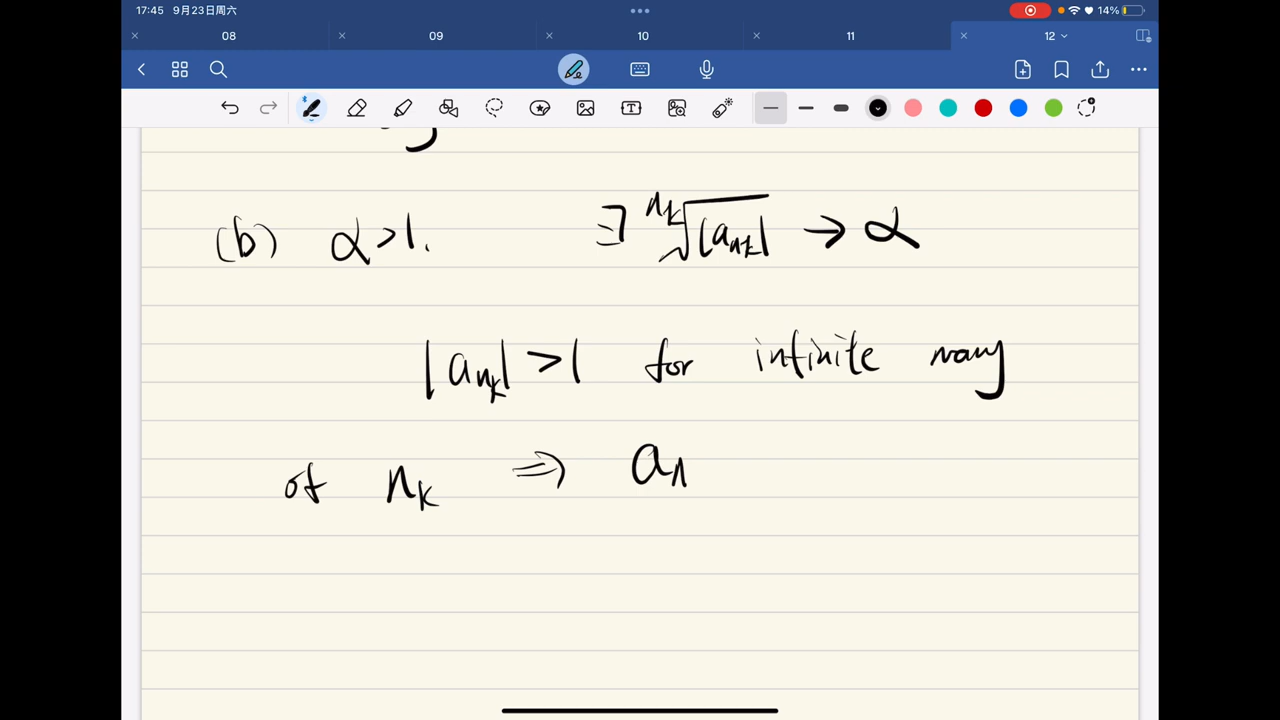 17:45 9月23日周六 14%
08 09 10 11 12
(b) α>1. ∃ ⁿᵏ√|aₙₖ| → α
|aₙₖ| >1 for infinite many
of nₖ ⇒ aₙ